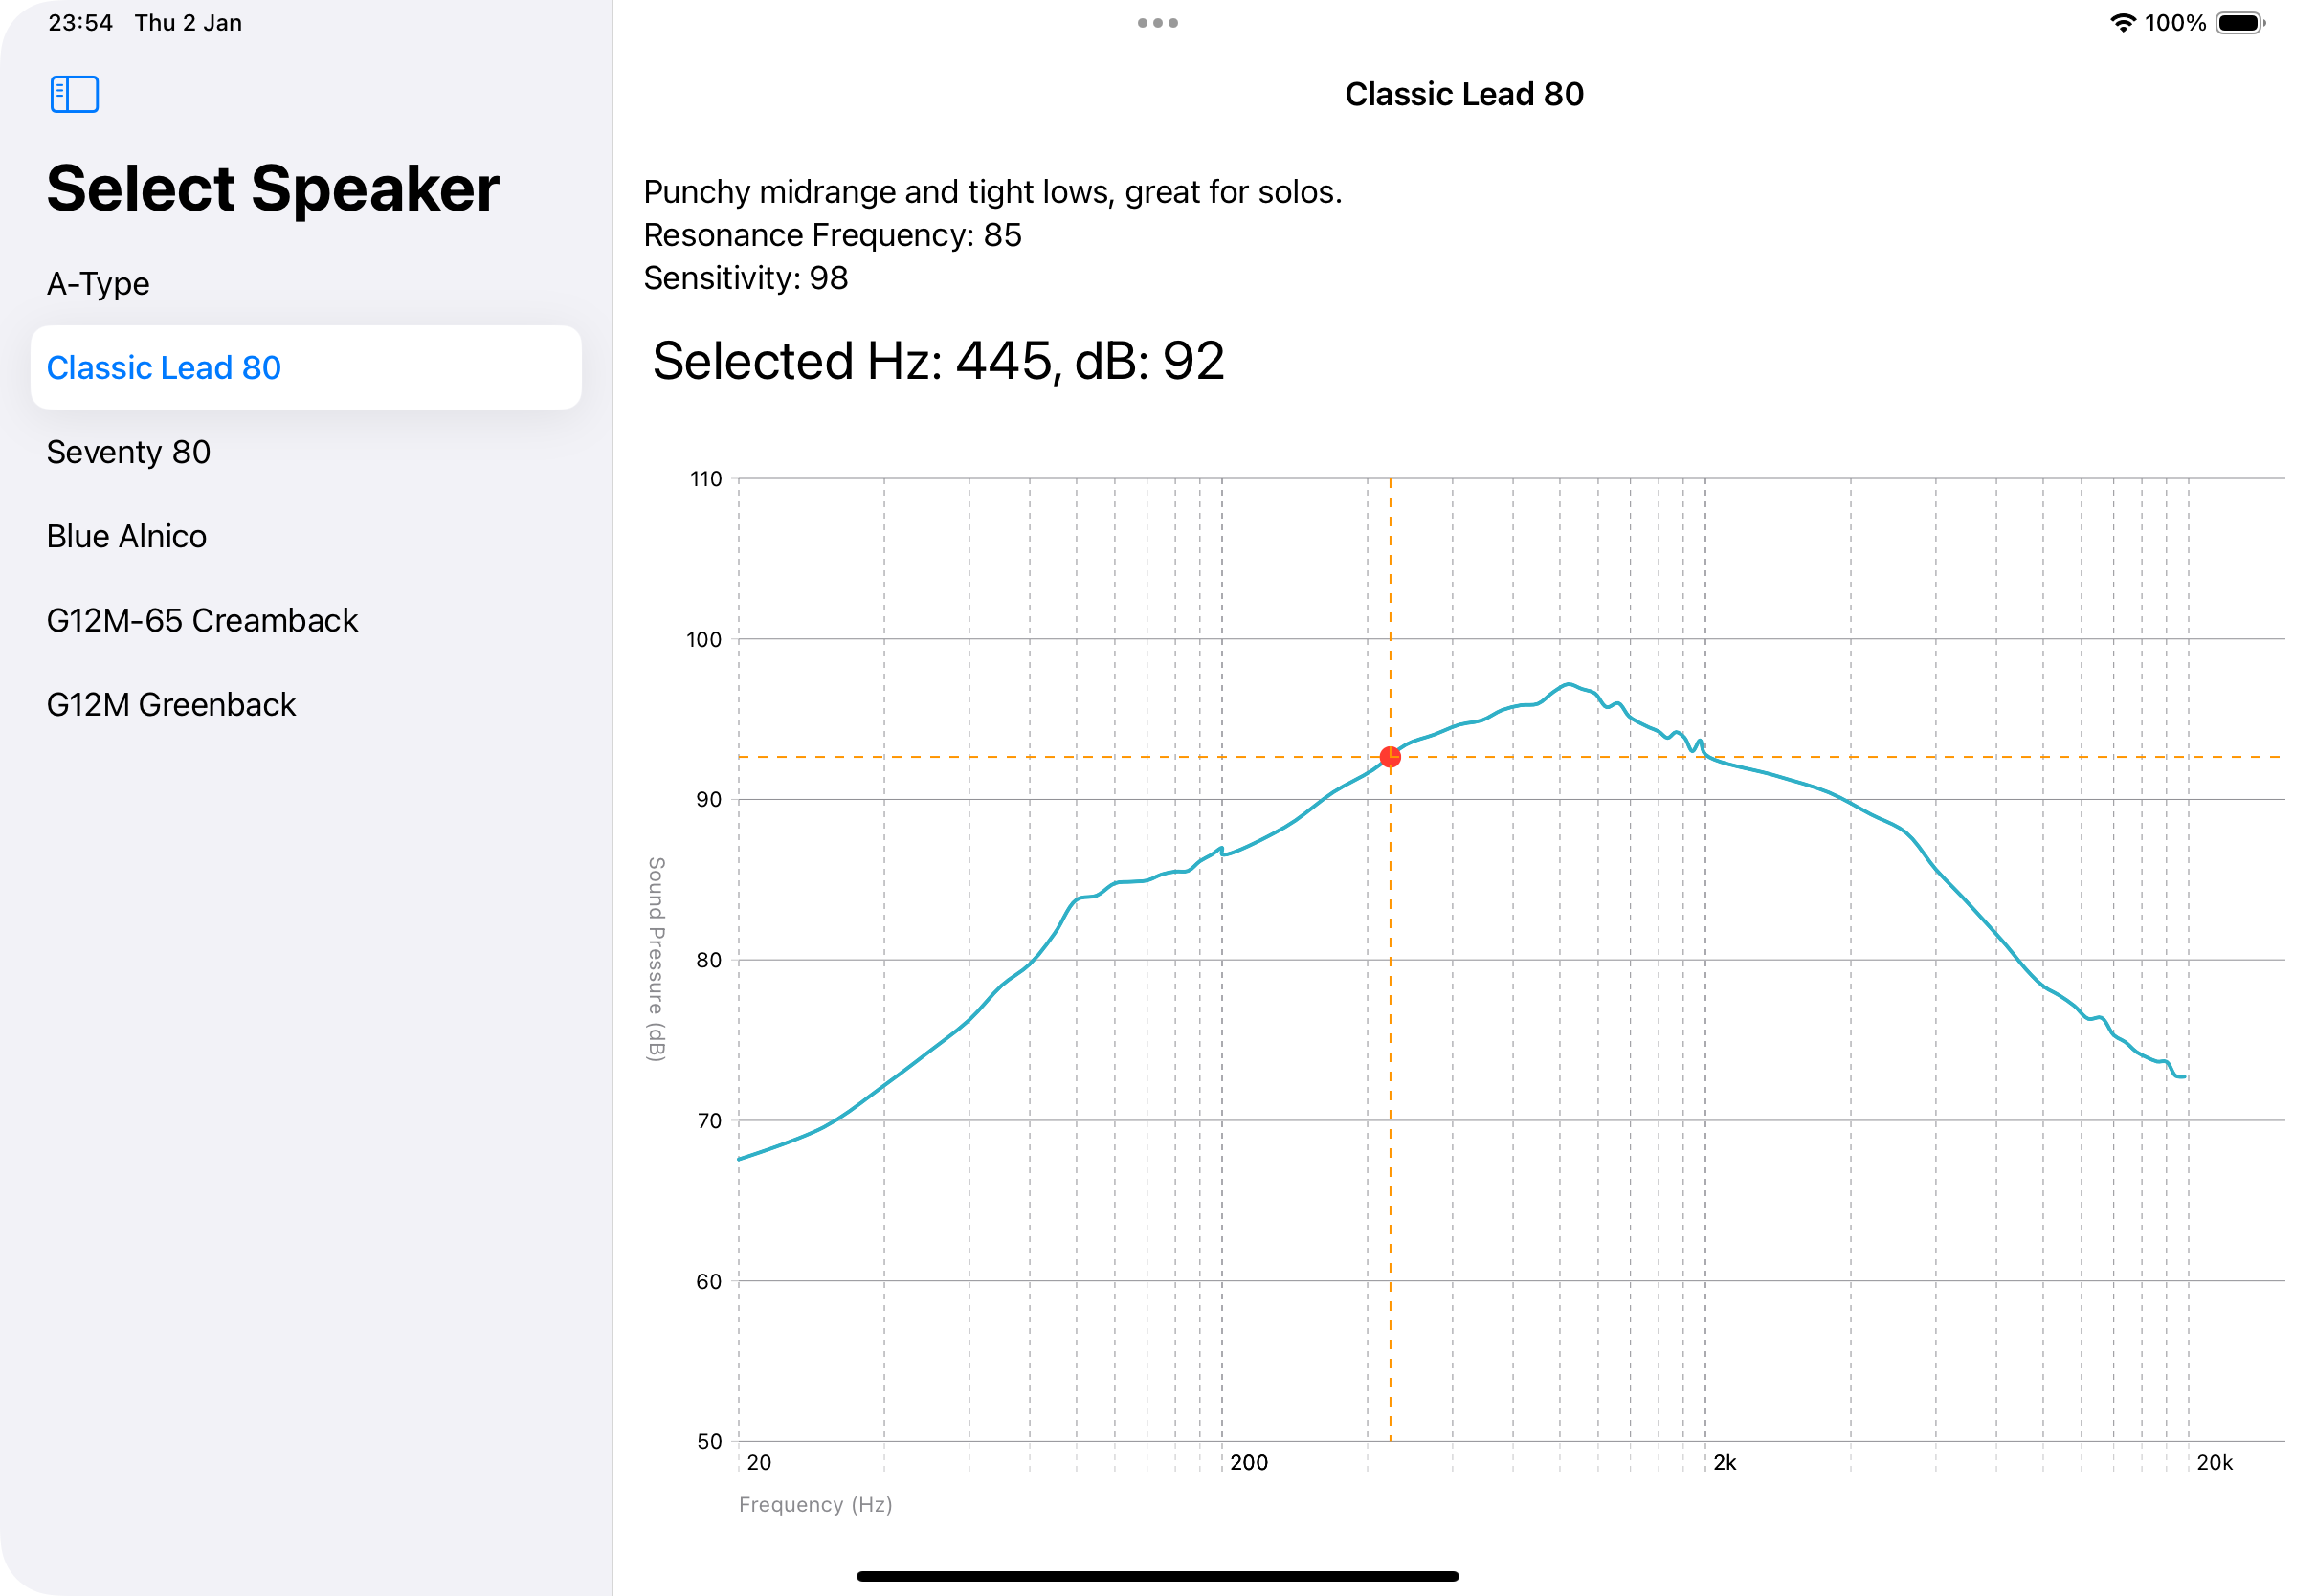 23:54 Thu 2 Jan
100%
Select Speaker
A-Type
Classic Lead 80
Seventy 80
Blue Alnico
G12M-65 Creamback
G12M Greenback
Classic Lead 80
Punchy midrange and tight lows, great for solos.
Resonance Frequency: 85
Sensitivity: 98
Selected Hz: 445, dB: 92
110
100
90
80
70
60
50
Sound Pressure (dB)
20 200 2k 20k
Frequency (Hz)